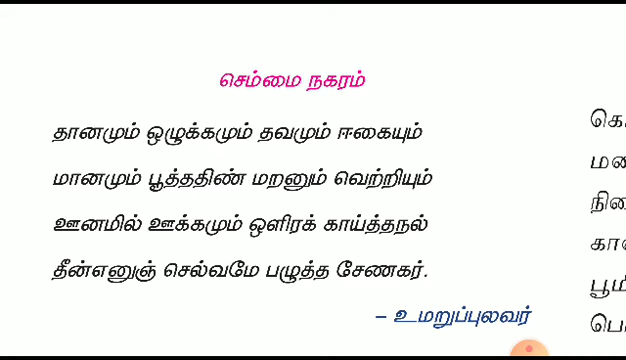 செம்மை நகரம்
தானமும் ஒழுக்கமும் தவமும் ஈகையும்
மானமும் பூத்ததிண் மறனும் வெற்றியும்
ஊனமில் ஊக்கமும் ஒளிரக் காய்த்தநல்
தீன்எனுஞ் செல்வமே பழுத்த சேணகர்.
– உமறுப்புலவர்